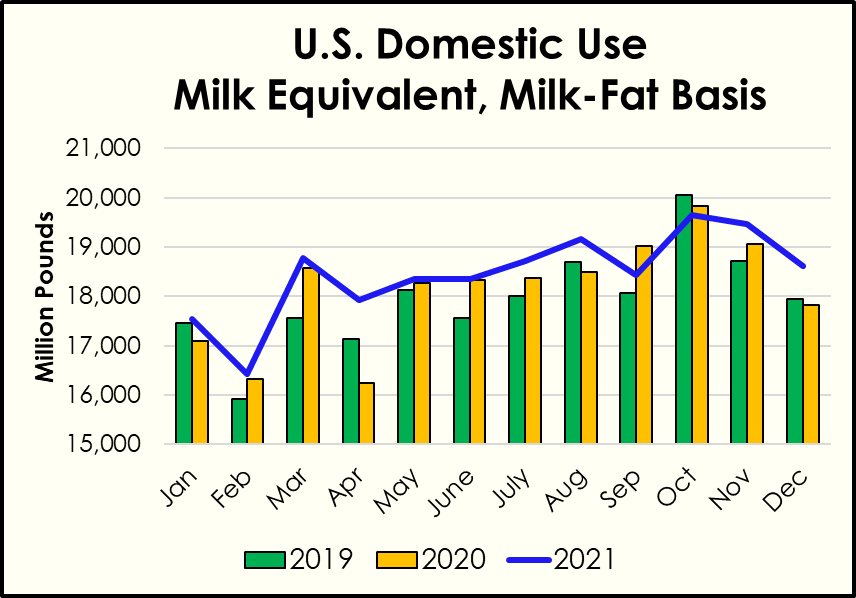 U.S. Domestic Use
Milk Equivalent, Milk-Fat Basis
Million Pounds
21,000
20,000
19,000
18,000
17,000
16,000
15,000
Jan Feb Mar Apr May June July Aug Sep Oct Nov Dec
2019 2020 2021